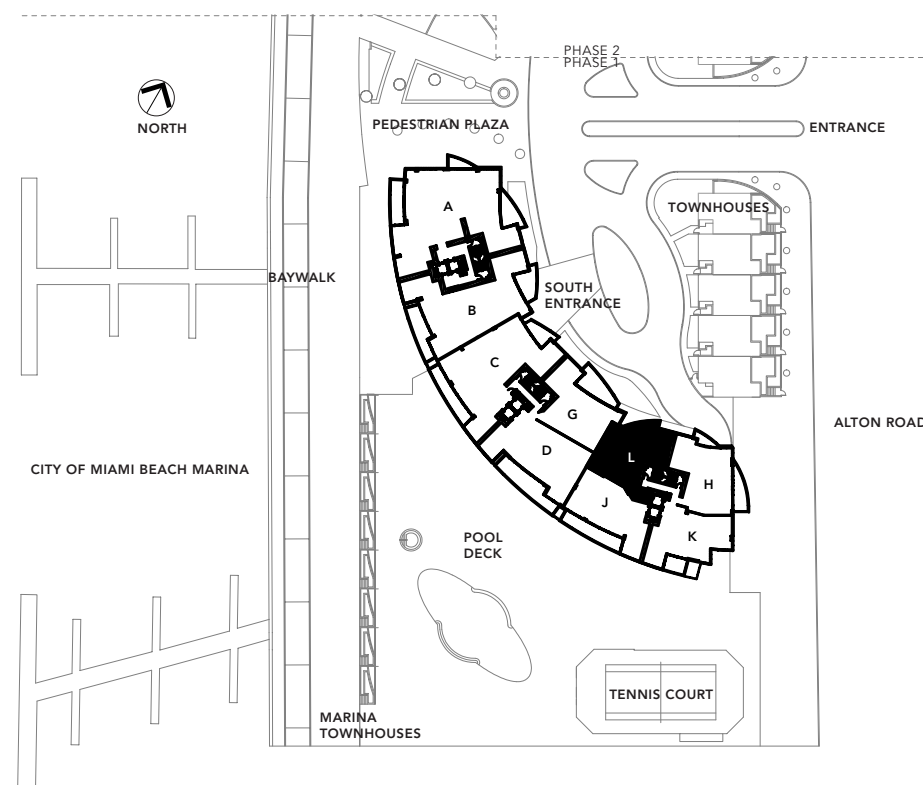 PHASE 2
PHASE 1
NORTH
PEDESTRIAN PLAZA
ENTRANCE
TOWNHOUSES
A
BAYWALK
SOUTH
ENTRANCE
B
C
G
ALTON ROAD
D
L
CITY OF MIAMI BEACH MARINA
H
J
K
POOL
DECK
TENNIS COURT
MARINA
TOWNHOUSES